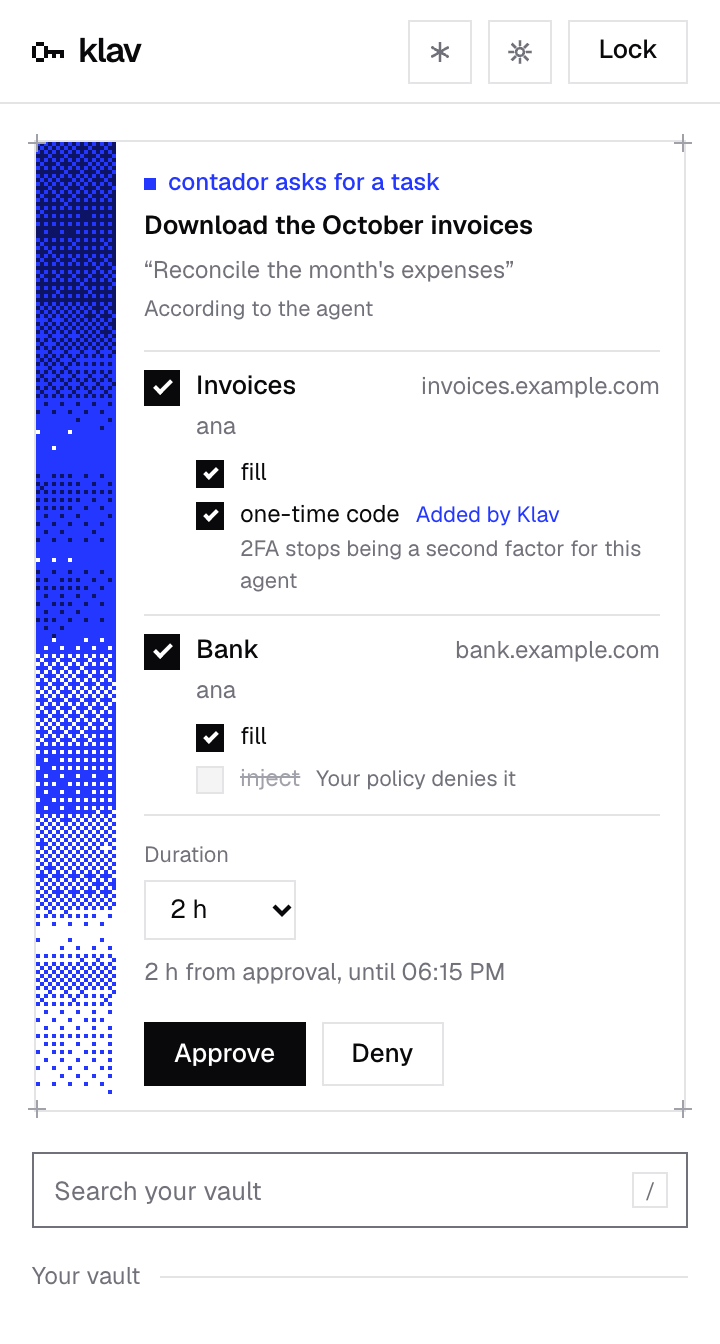 klav
Lock
contador asks for a task
Download the October invoices
“Reconcile the month's expenses”
According to the agent
Invoices invoices.example.com
ana
fill
one-time code Added by Klav
2FA stops being a second factor for this
agent
Bank bank.example.com
ana
fill
inject Your policy denies it
Duration
2 h
2 h from approval, until 06:15 PM
Approve Deny
Search your vault /
Your vault